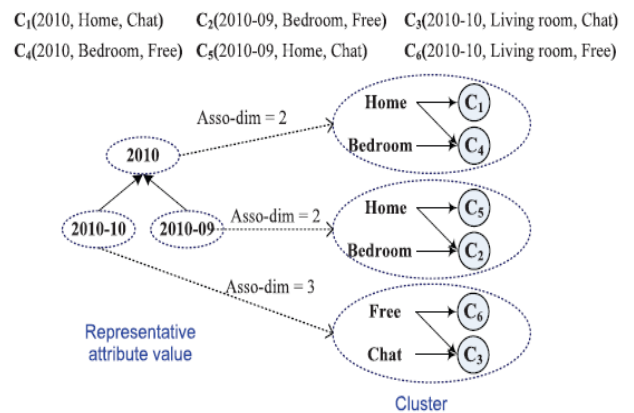 C1(2010, Home, Chat) C2(2010-09, Bedroom, Free) C3(2010-10, Living room, Chat)
C4(2010, Bedroom, Free) C5(2010-09, Home, Chat) C6(2010-10, Living room, Free)
Asso-dim = 2
Home
C1
Bedroom
C4
2010
2010-10
2010-09
Asso-dim = 2
Home
C5
Bedroom
C2
Asso-dim = 3
Free
C6
Chat
C3
Representative
attribute value
Cluster